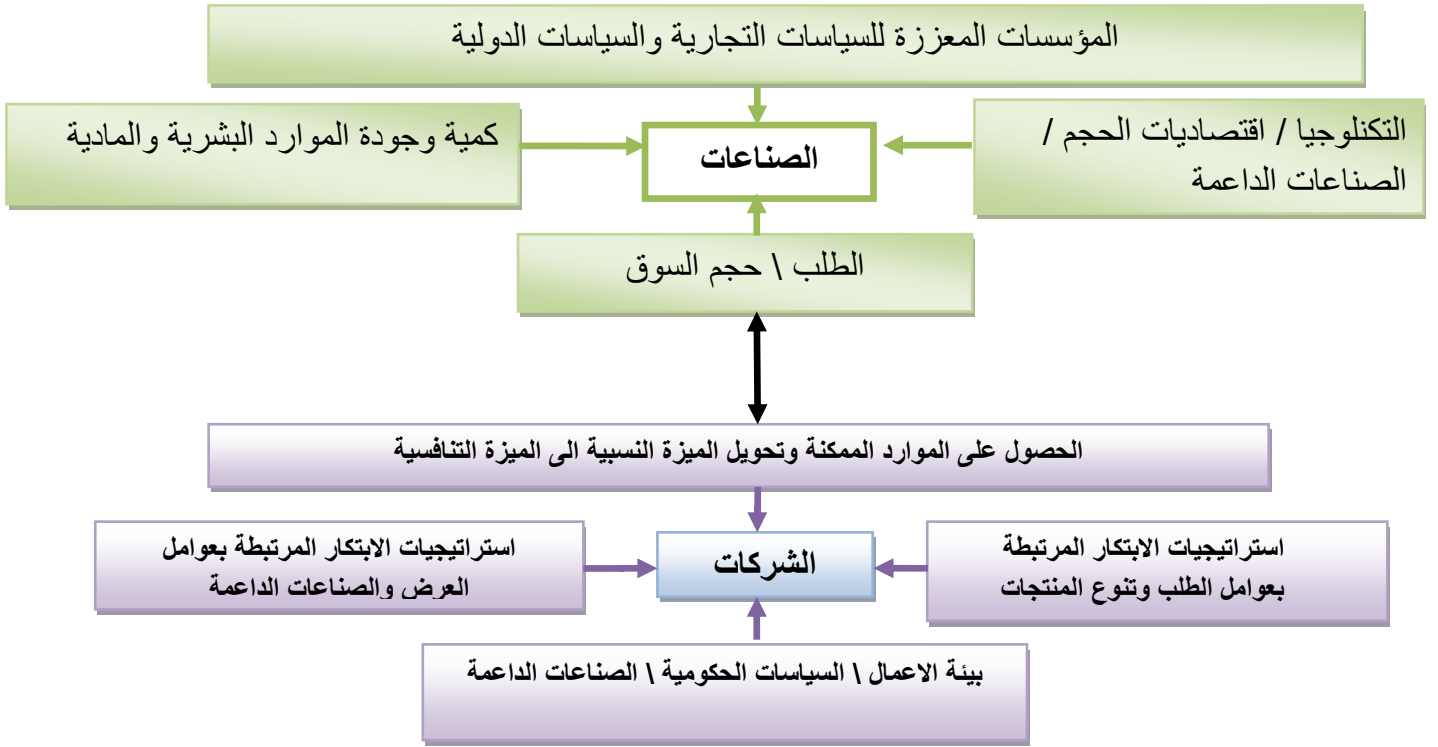 المؤسسات المعززة للسياسات التجارية والسياسات الدولية
التكنلوجيا / اقتصاديات الحجم /
الصناعات الداعمة
الصناعات
كمية وجودة الموارد البشرية والمادية
الطلب \ حجم السوق
الحصول على الموارد الممكنة وتحويل الميزة النسبية الى الميزة التنافسية
استراتيجيات الابتكار المرتبطة
بعوامل الطلب وتنوع المنتجات
الشركات
استراتيجيات الابتكار المرتبطة بعوامل
العرض والصناعات الداعمة
بيئة الاعمال \ السياسات الحكومية \ الصناعات الداعمة